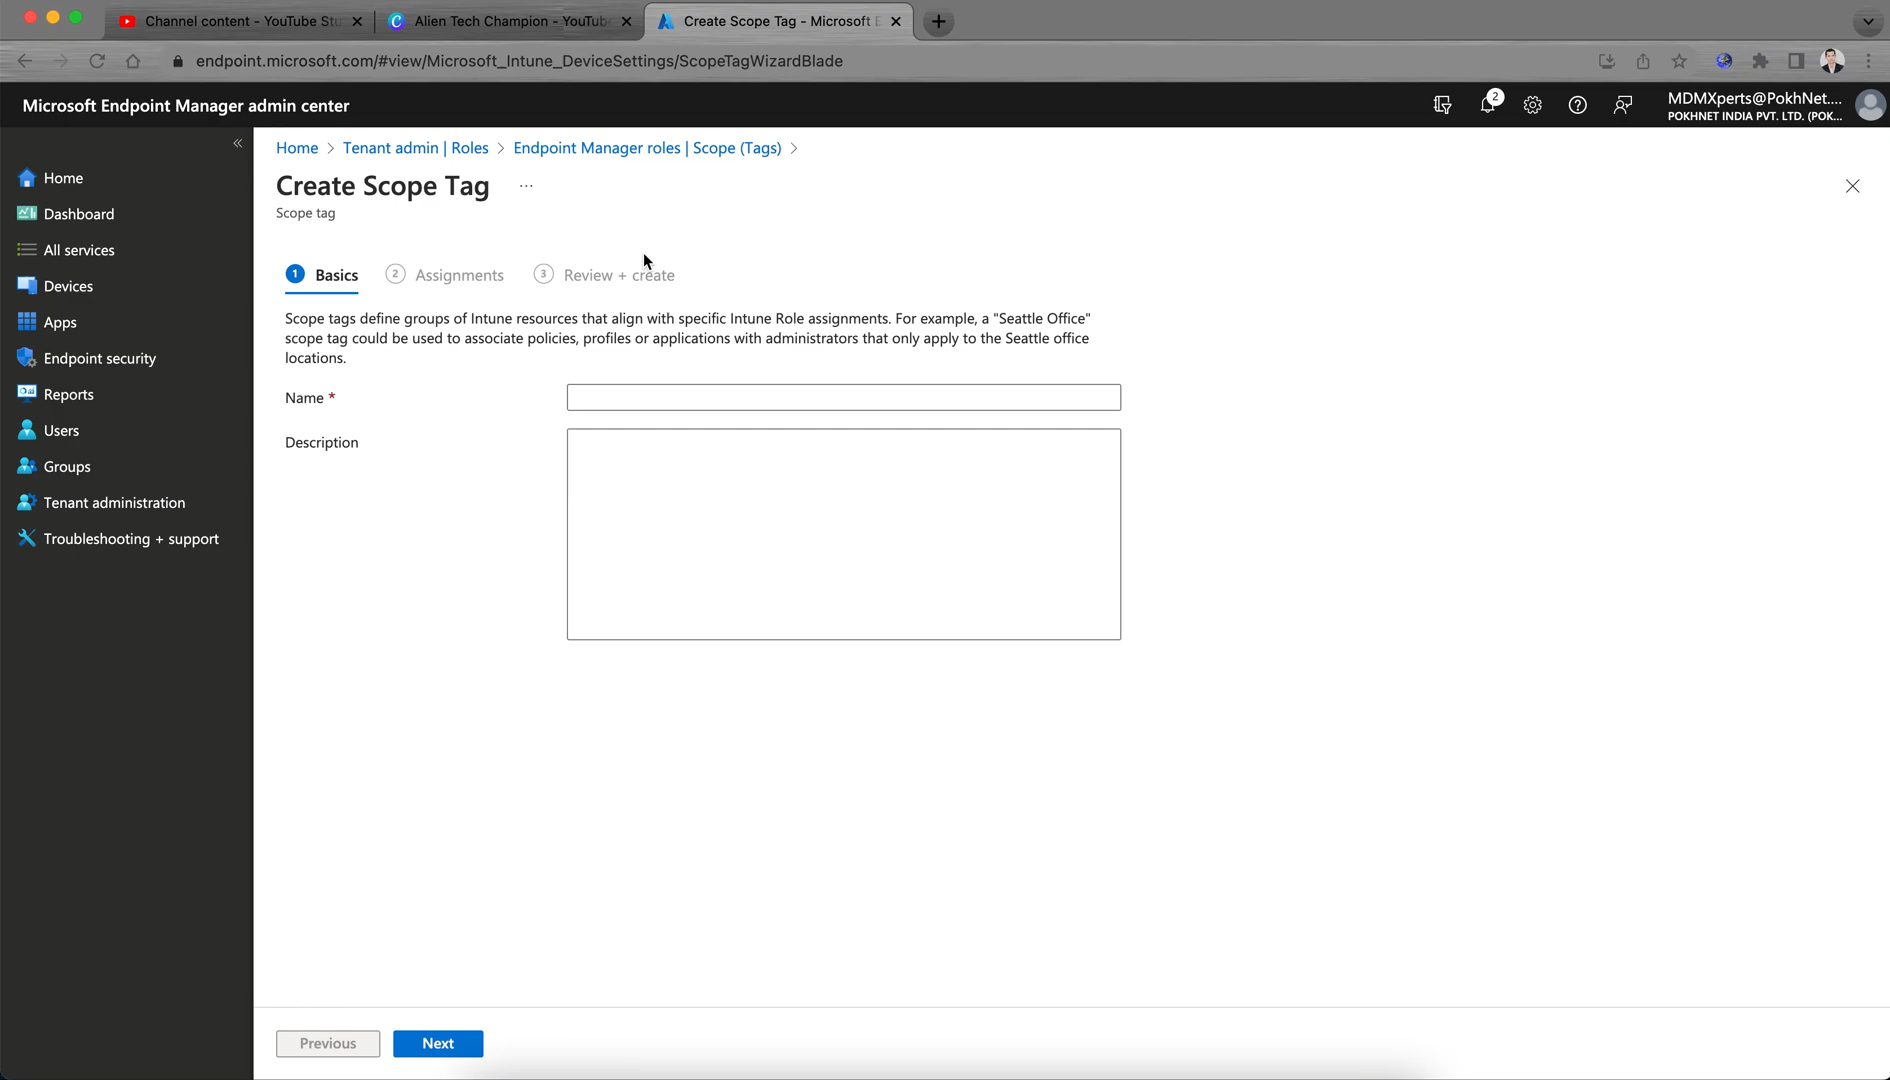 Channel content - YouTube Stu
Alien Tech Champion - YouTube
Create Scope Tag - Microsoft E
endpoint.microsoft.com/#view/Microsoft_Intune_DeviceSettings/ScopeTagWizardBlade
Microsoft Endpoint Manager admin center
2
MDMXperts@PokhNet....
POKHNET INDIA PVT. LTD. (POK...
Home
Dashboard
All services
Devices
Apps
Endpoint security
Reports
Users
Groups
Tenant administration
Troubleshooting + support
Home > Tenant admin | Roles > Endpoint Manager roles | Scope (Tags) >
Create Scope Tag ...
Scope tag
1 Basics 2 Assignments 3 Review + create
Scope tags define groups of Intune resources that align with specific Intune Role assignments. For example, a "Seattle Office"
scope tag could be used to associate policies, profiles or applications with administrators that only apply to the Seattle office
locations.
Name *
Description
Previous Next